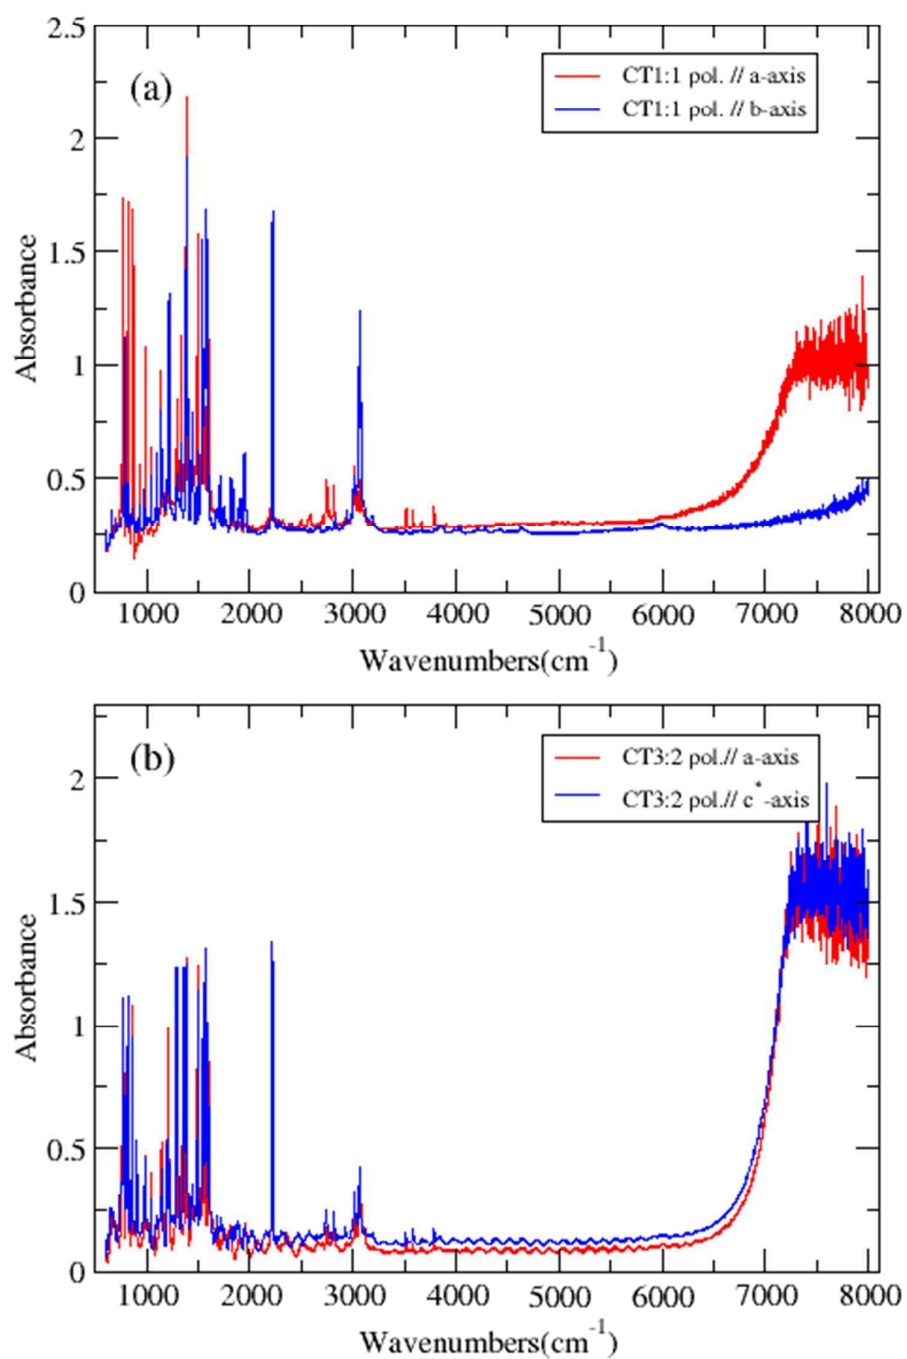 2.5
(a)
CT1:1 pol. // a-axis
CT1:1 pol. // b-axis
2
1.5
Absorbance
1
0.5
0
1000 2000 3000 4000 5000 6000 7000 8000
Wavenumbers(cm⁻¹)
(b)
CT3:2 pol.// a-axis
CT3:2 pol.// c*-axis
2
1.5
Absorbance
1
0.5
0
1000 2000 3000 4000 5000 6000 7000 8000
Wavenumbers(cm⁻¹)